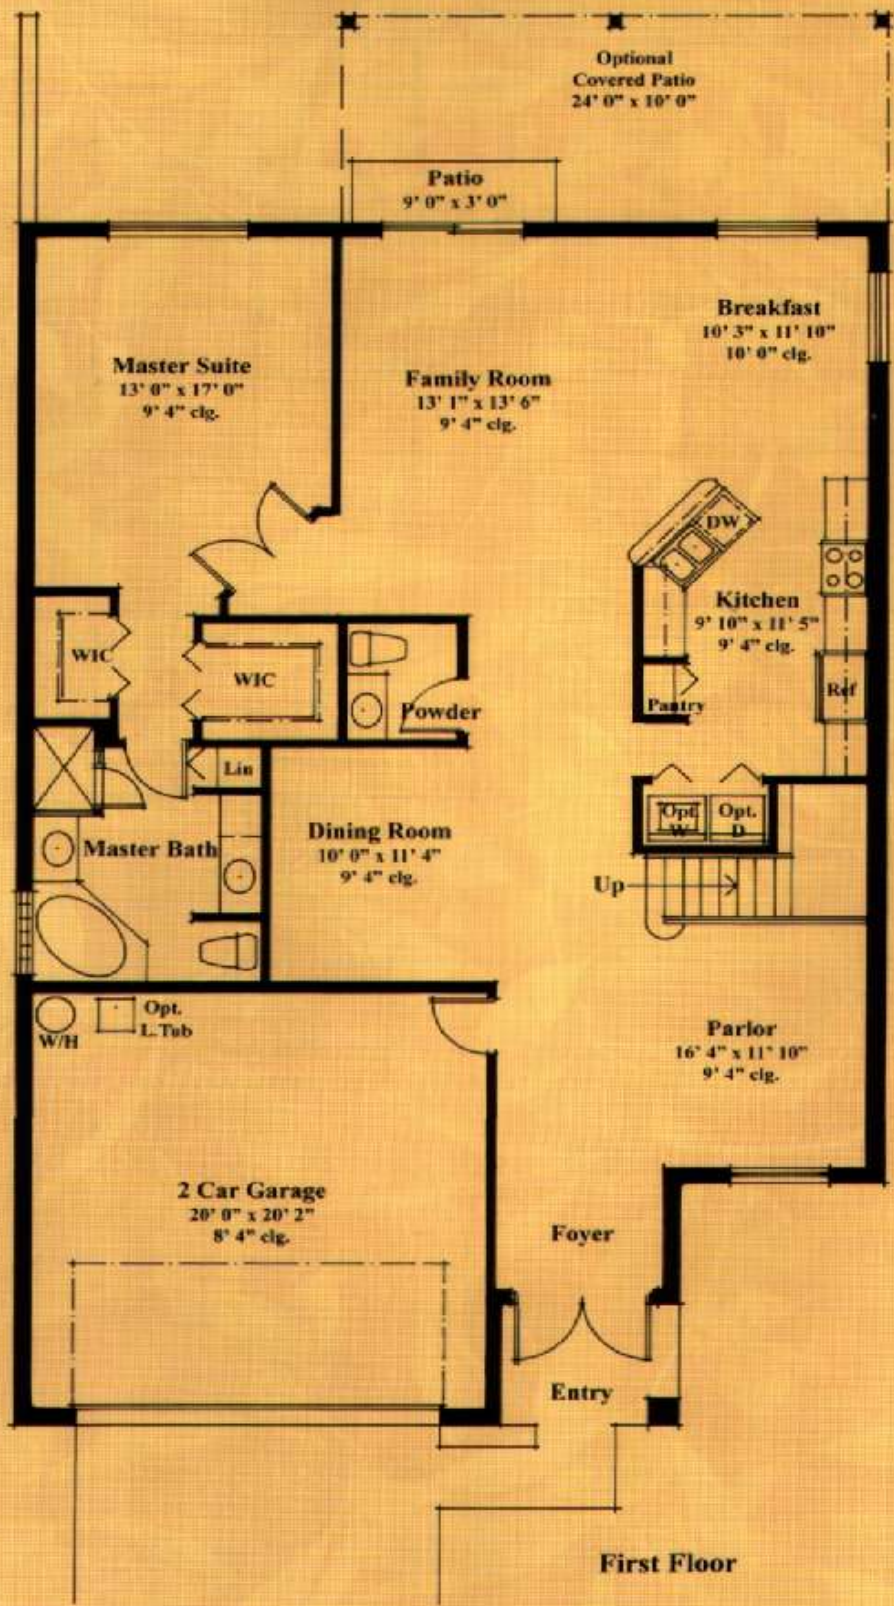 Optional
Covered Patio
24' 0" x 10' 0"
Patio
9' 0" x 3' 0"
Breakfast
10' 3" x 11' 10"
10' 0" clg.
Master Suite
13' 0" x 17' 0"
9' 4" clg.
Family Room
13' 1" x 13' 6"
9' 4" clg.
DW
Kitchen
9' 10" x 11' 5"
9' 4" clg.
WIC
WIC
Ref
Pantry
Powder
Lin
Opt. W
Opt. D
Dining Room
10' 0" x 11' 4"
9' 4" clg.
Master Bath
Up
Opt.
L.Tub
W/H
Parlor
16' 4" x 11' 10"
9' 4" clg.
2 Car Garage
20' 0" x 20' 2"
8' 4" clg.
Foyer
Entry
First Floor